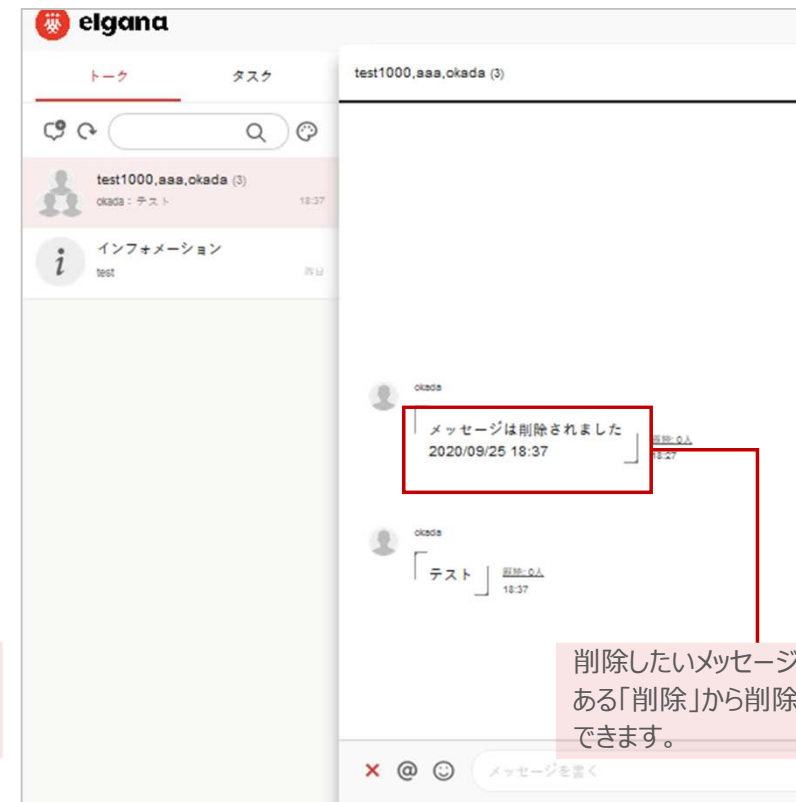 elgana
トーク
タスク
test1000,aaa,okada (3)
test1000,aaa,okada (3)
okada：テスト
18:37
インフォメーション
test
昨日
okada
メッセージは削除されました
2020/09/25 18:37
既読:0人
18:27
okada
テスト
既読:0人
18:37
削除したいメッセージ
ある「削除」から削除
できます。
メッセージを書く